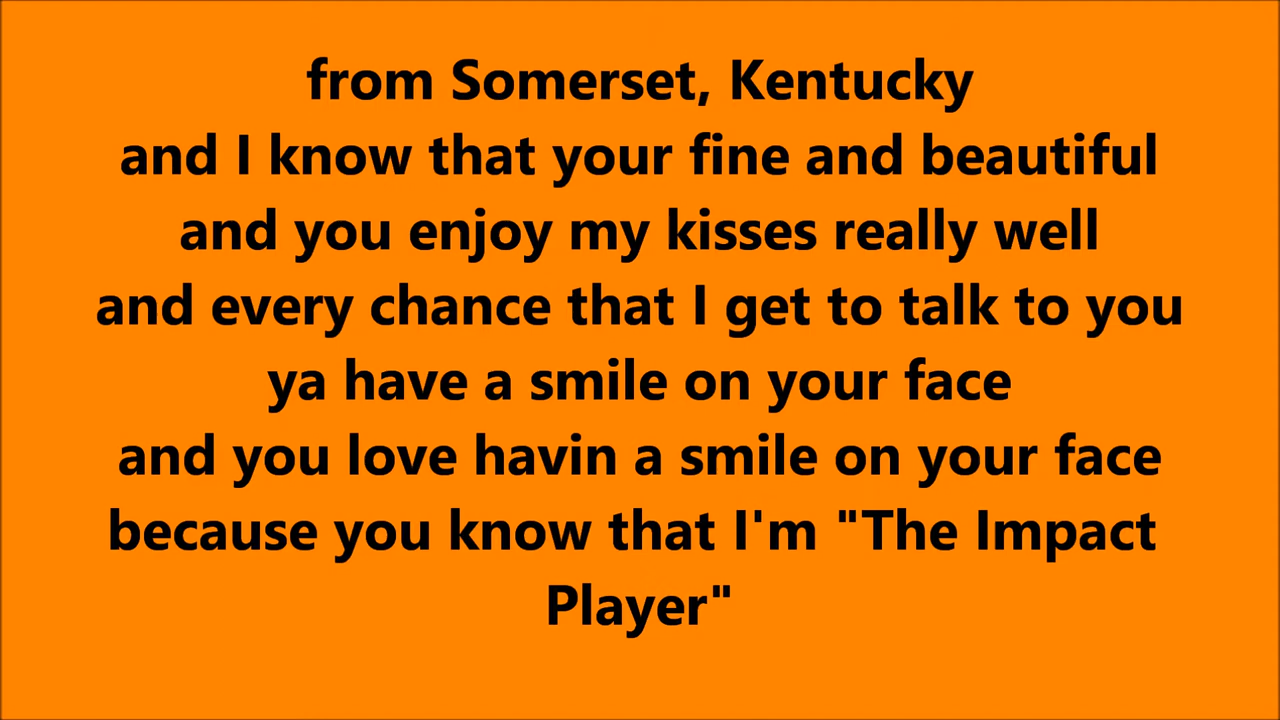 from Somerset, Kentucky
and I know that your fine and beautiful
and you enjoy my kisses really well
and every chance that I get to talk to you
ya have a smile on your face
and you love havin a smile on your face
because you know that I'm "The Impact
Player"